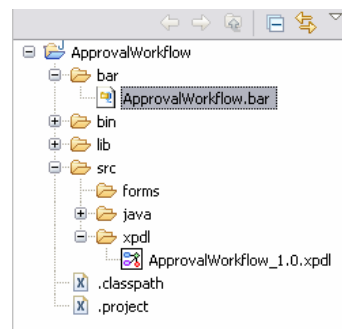 ApprovalWorkflow
bar
ApprovalWorkflow.bar
bin
lib
src
forms
java
xpdl
ApprovalWorkflow_1.0.xpdl
.classpath
.project